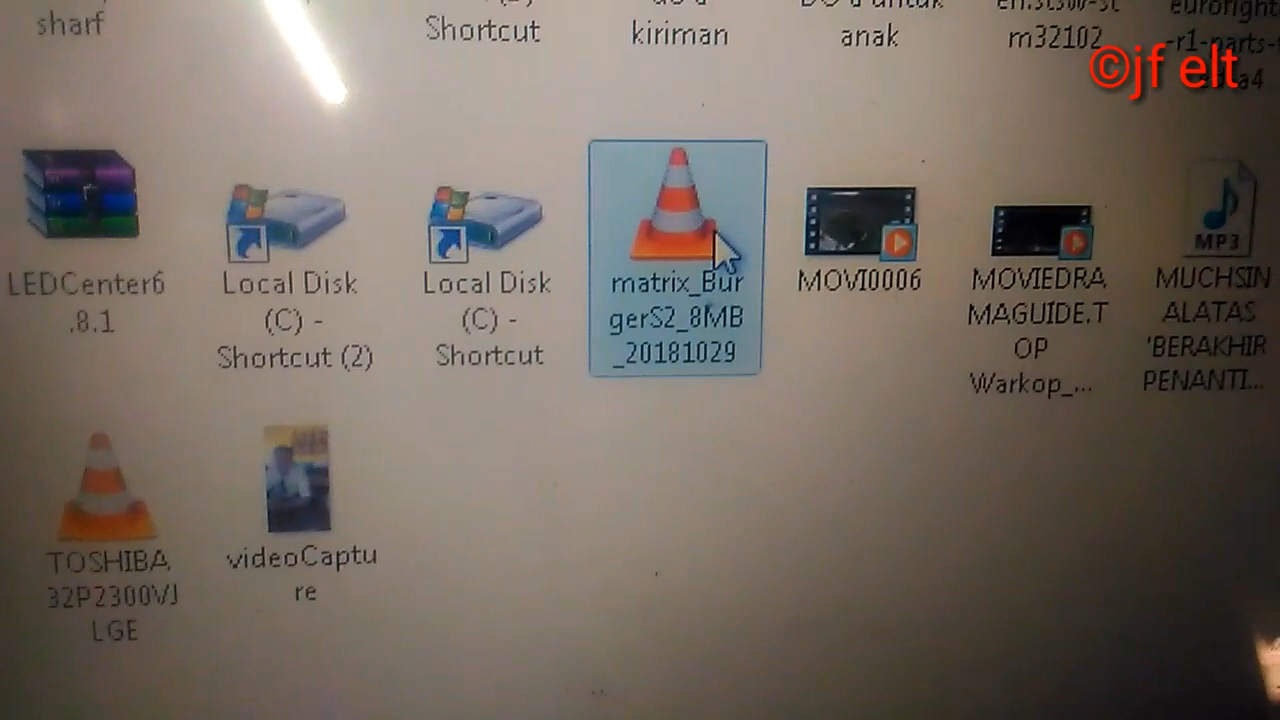 sharf
Shortcut
kiriman
anak
m32102
©jf elt
LEDCenter6
.8.1
Local Disk
(C) -
Shortcut (2)
Local Disk
(C) -
Shortcut
matrix_Bur
gerS2_8MB
_20181029
MOVI0006
MOVIEDRA
MAGUIDE.T
OP
Warkop_...
MP3
MUCHSIN
ALATAS
'BERAKHIR
PENANTI...
TOSHIBA
32P2300VJ
LGE
videoCaptu
re